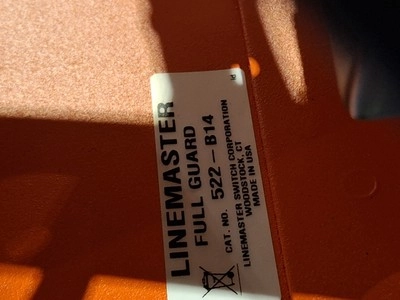 LINEMASTER
FULL GUARD
CAT. NO. 522-B14
LINEMASTER SWITCH CORPORATION
WOODSTOCK, CT
MADE IN USA